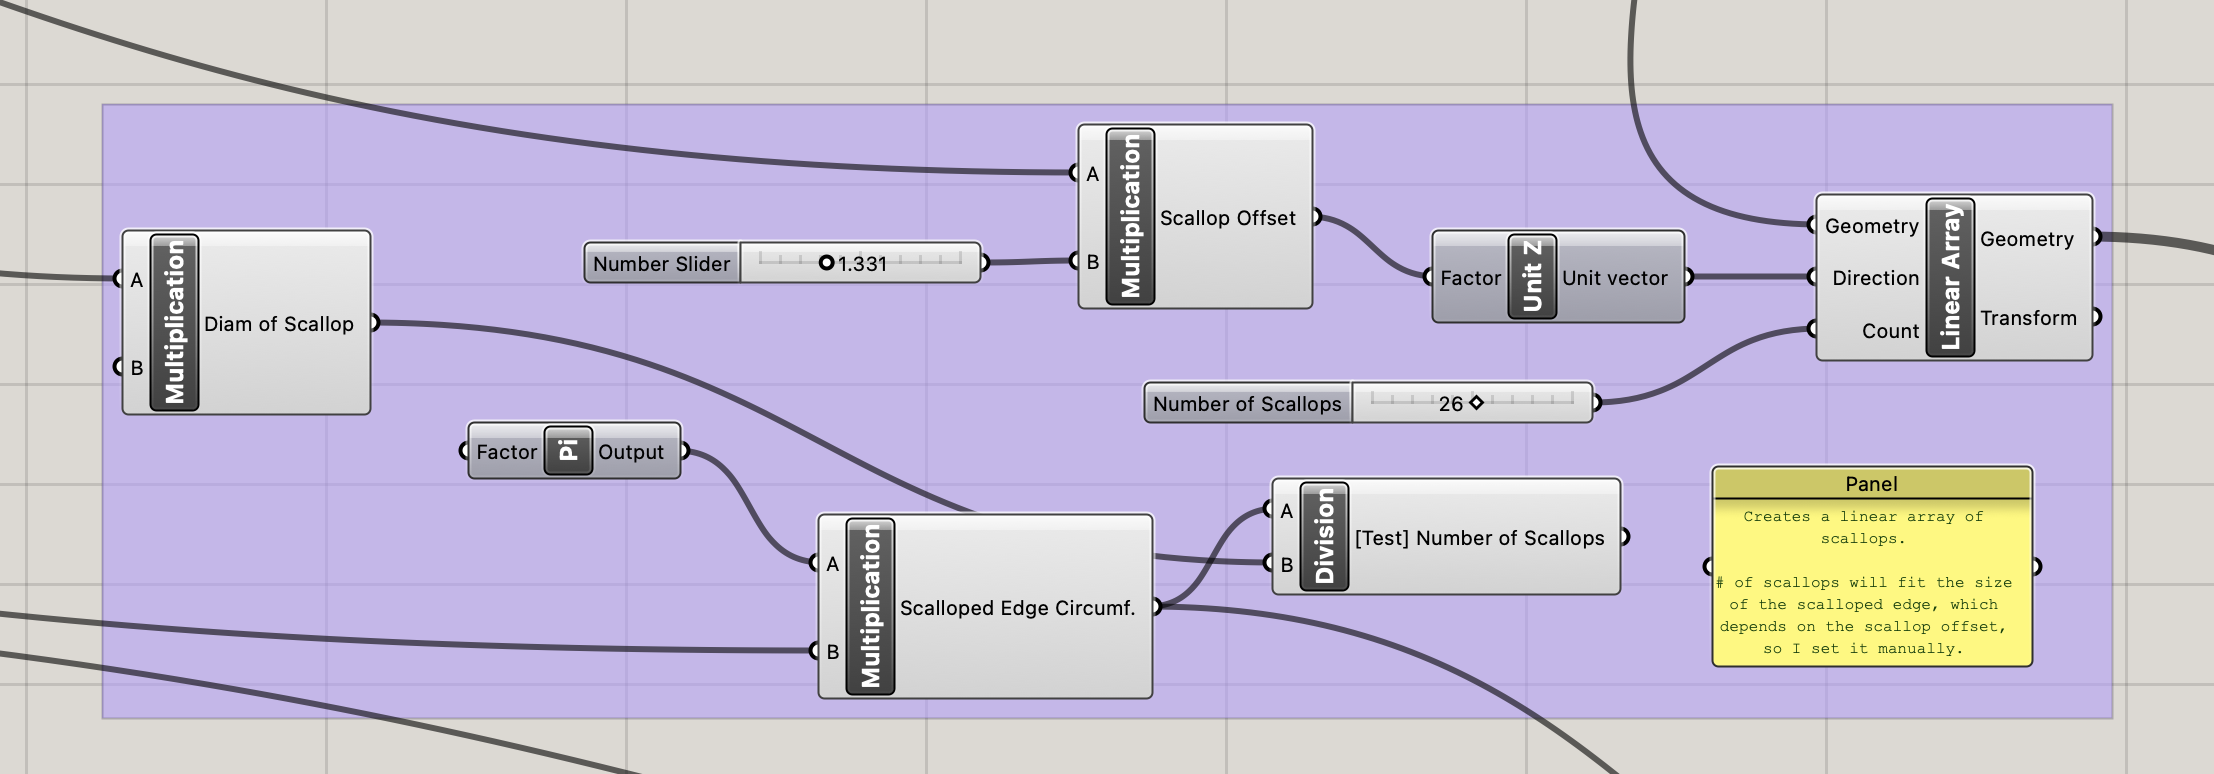 A
B
Multiplication
Diam of Scallop
Number Slider
1.331
A
B
Multiplication
Scallop Offset
Factor
Unit Z
Unit vector
Geometry
Direction
Count
Linear Array
Geometry
Transform
Number of Scallops
26
Factor
Pi
Output
A
B
Multiplication
Scalloped Edge Circumf.
A
B
Division
[Test] Number of Scallops
Panel
Creates a linear array of
scallops.
# of scallops will fit the size
of the scalloped edge, which
depends on the scallop offset,
so I set it manually.